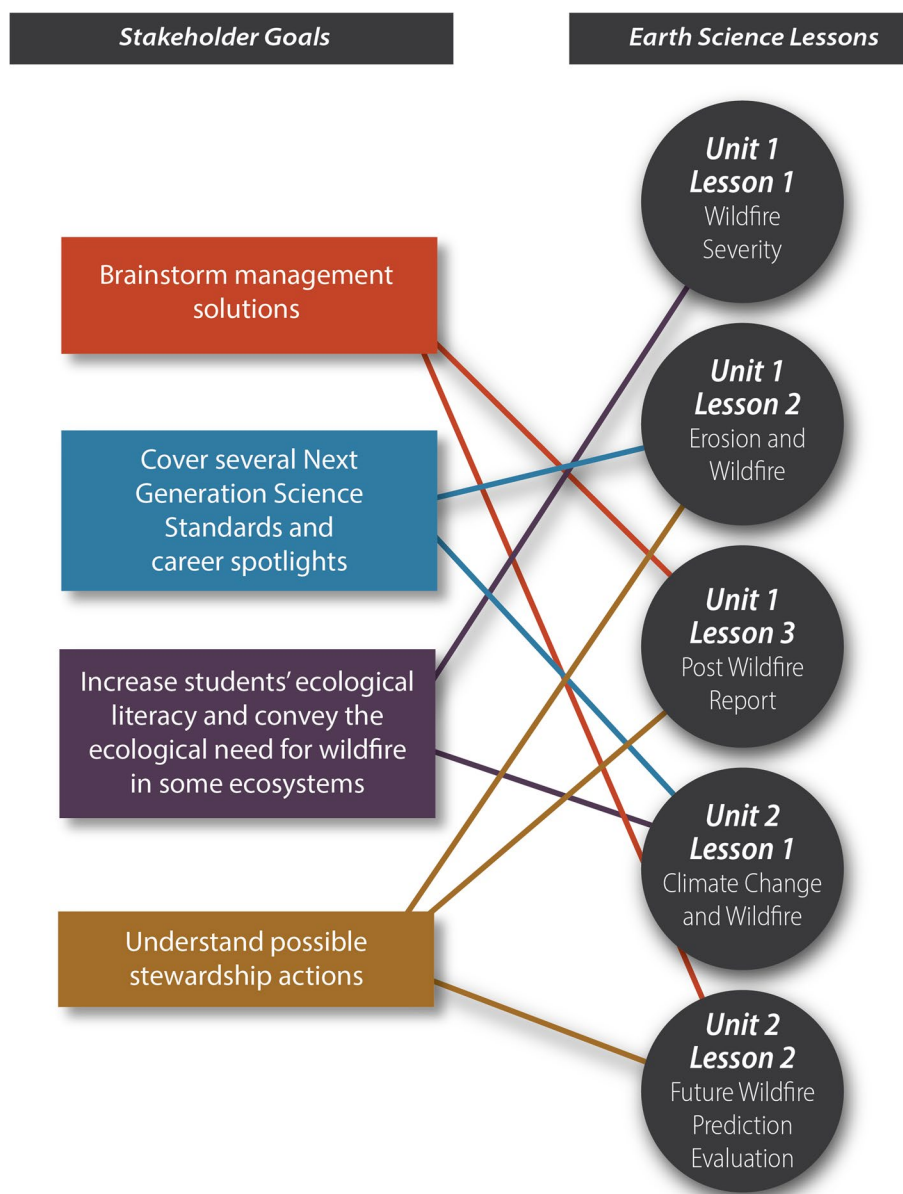 Stakeholder Goals
Earth Science Lessons
Brainstorm management
solutions
Cover several Next
Generation Science
Standards and
career spotlights
Increase students’ ecological
literacy and convey the
ecological need for wildfire
in some ecosystems
Understand possible
stewardship actions
Unit 1
Lesson 1
Wildfire
Severity
Unit 1
Lesson 2
Erosion and
Wildfire
Unit 1
Lesson 3
Post Wildfire
Report
Unit 2
Lesson 1
Climate Change
and Wildfire
Unit 2
Lesson 2
Future Wildfire
Prediction
Evaluation